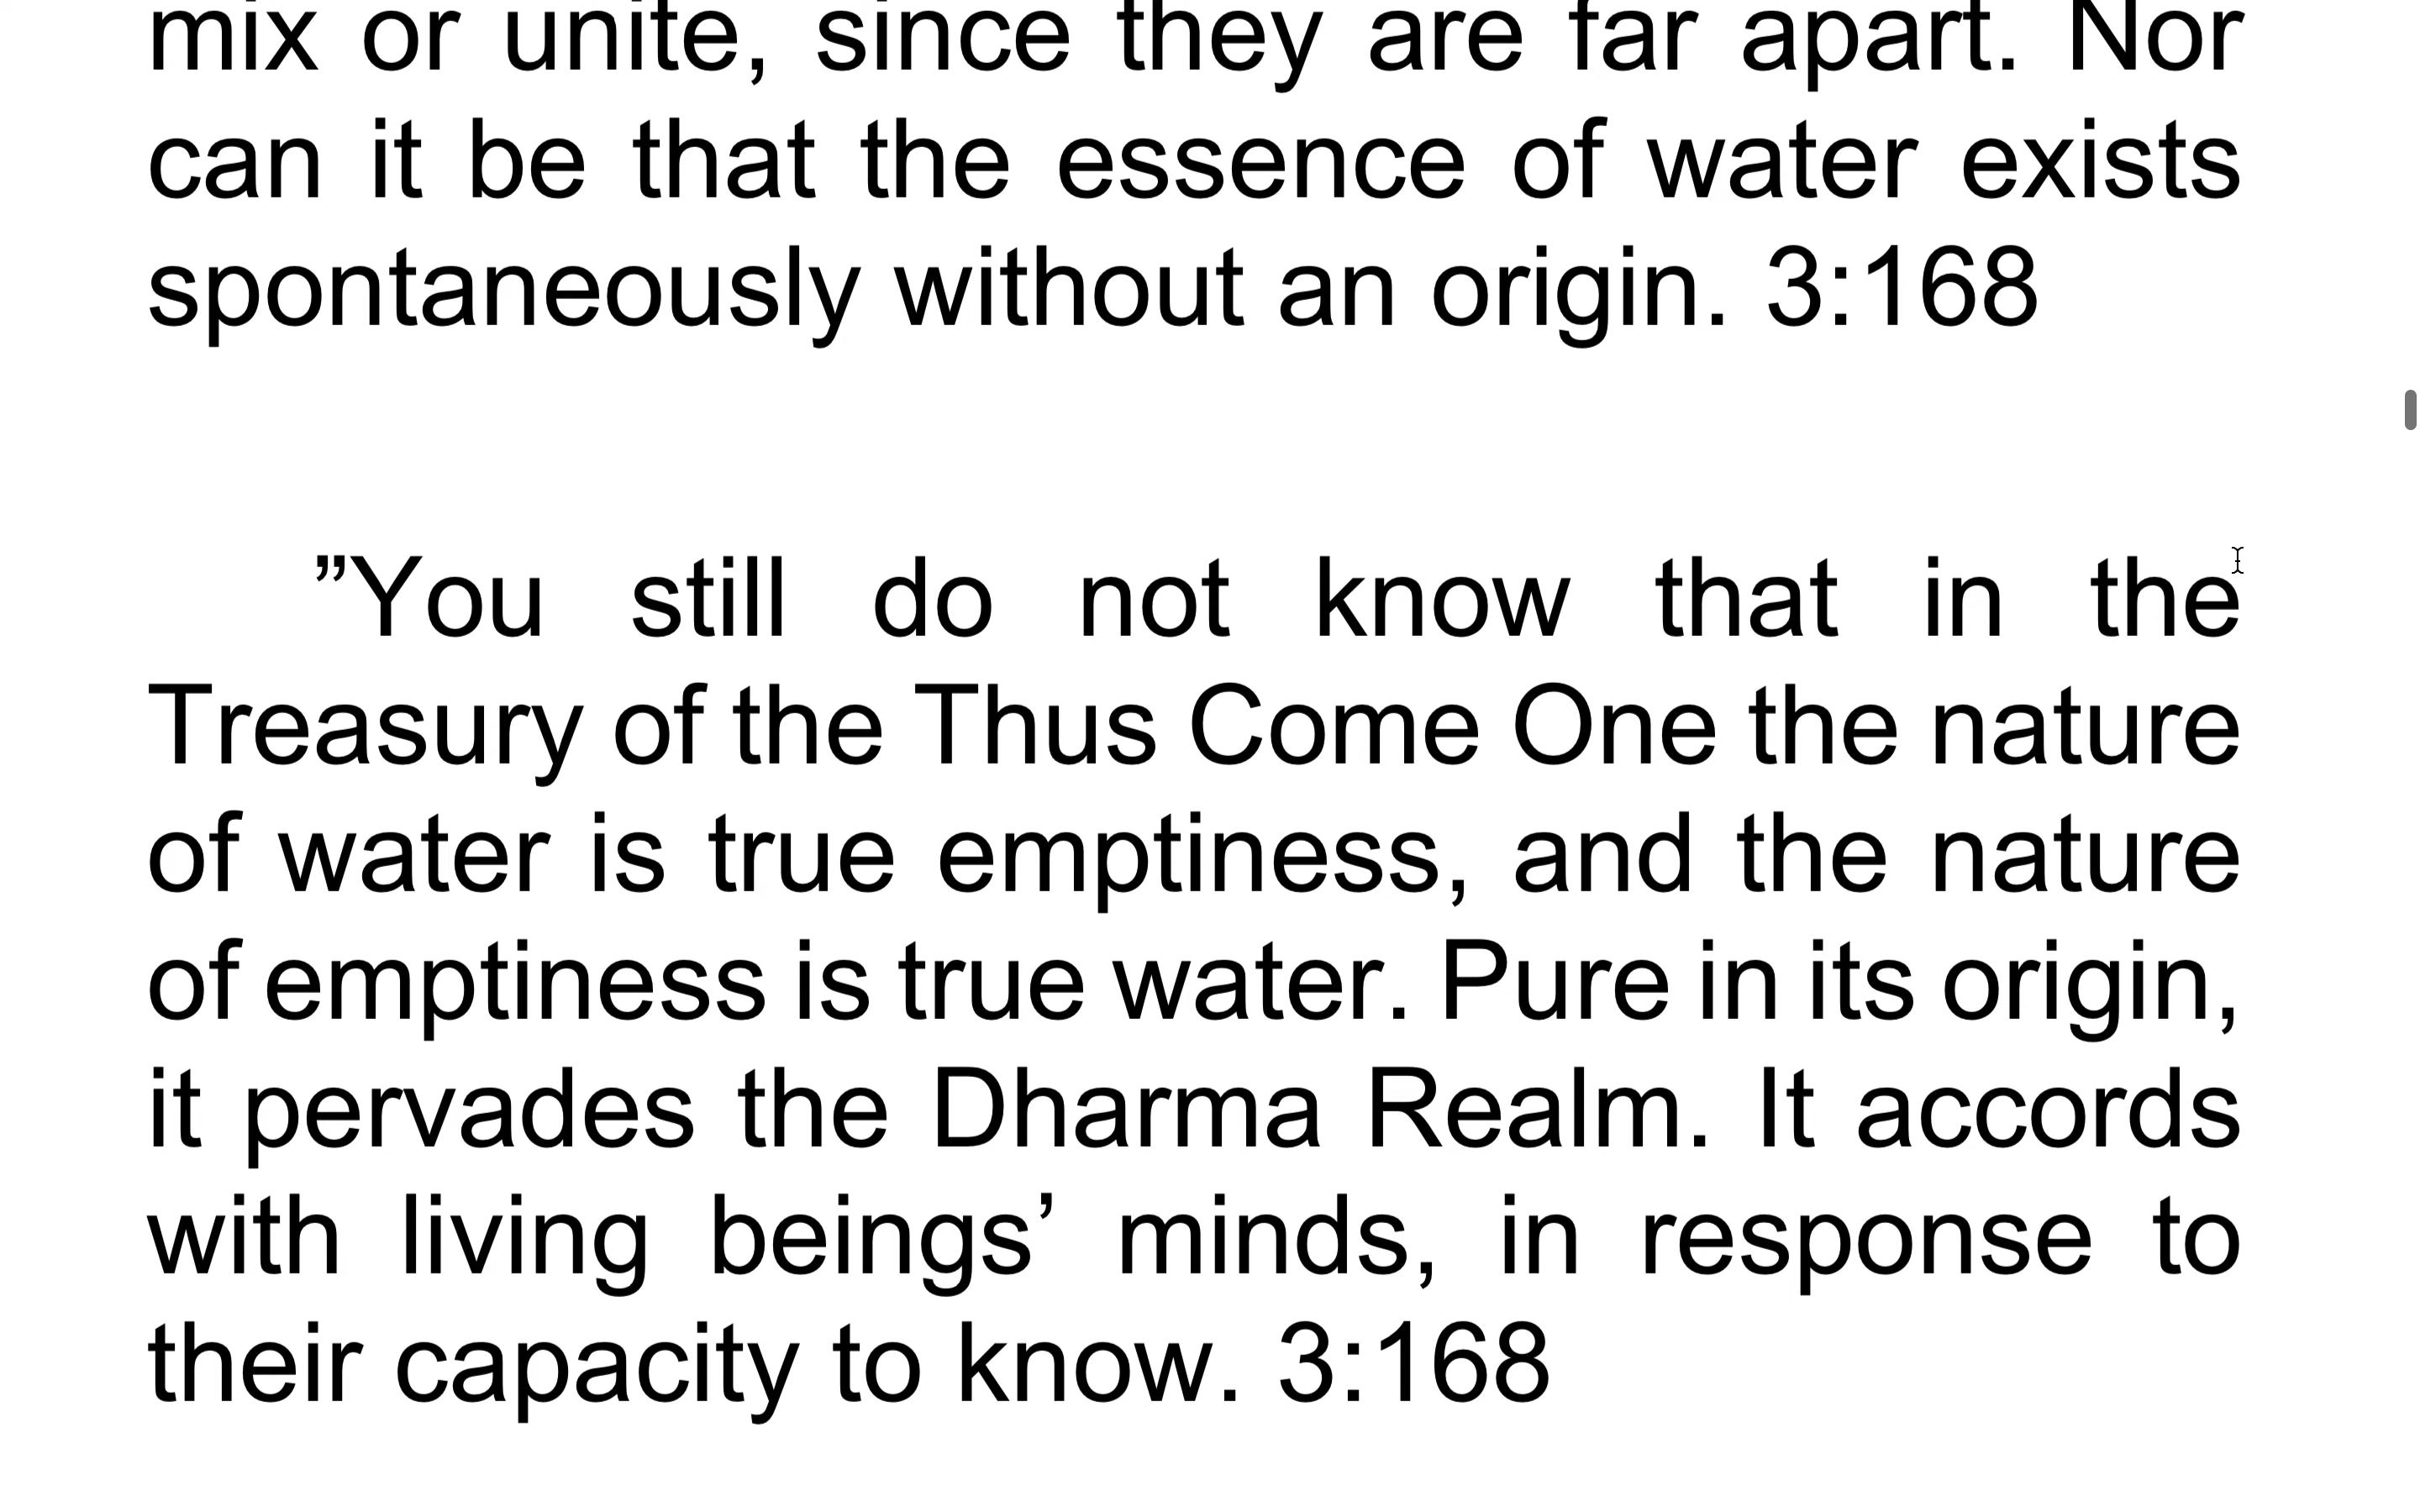 mix or unite, since they are far apart. Nor
can it be that the essence of water exists
spontaneously without an origin. 3:168
”You still do not know that in the
Treasury of the Thus Come One the nature
of water is true emptiness, and the nature
of emptiness is true water. Pure in its origin,
it pervades the Dharma Realm. It accords
with living beings’ minds, in response to
their capacity to know. 3:168